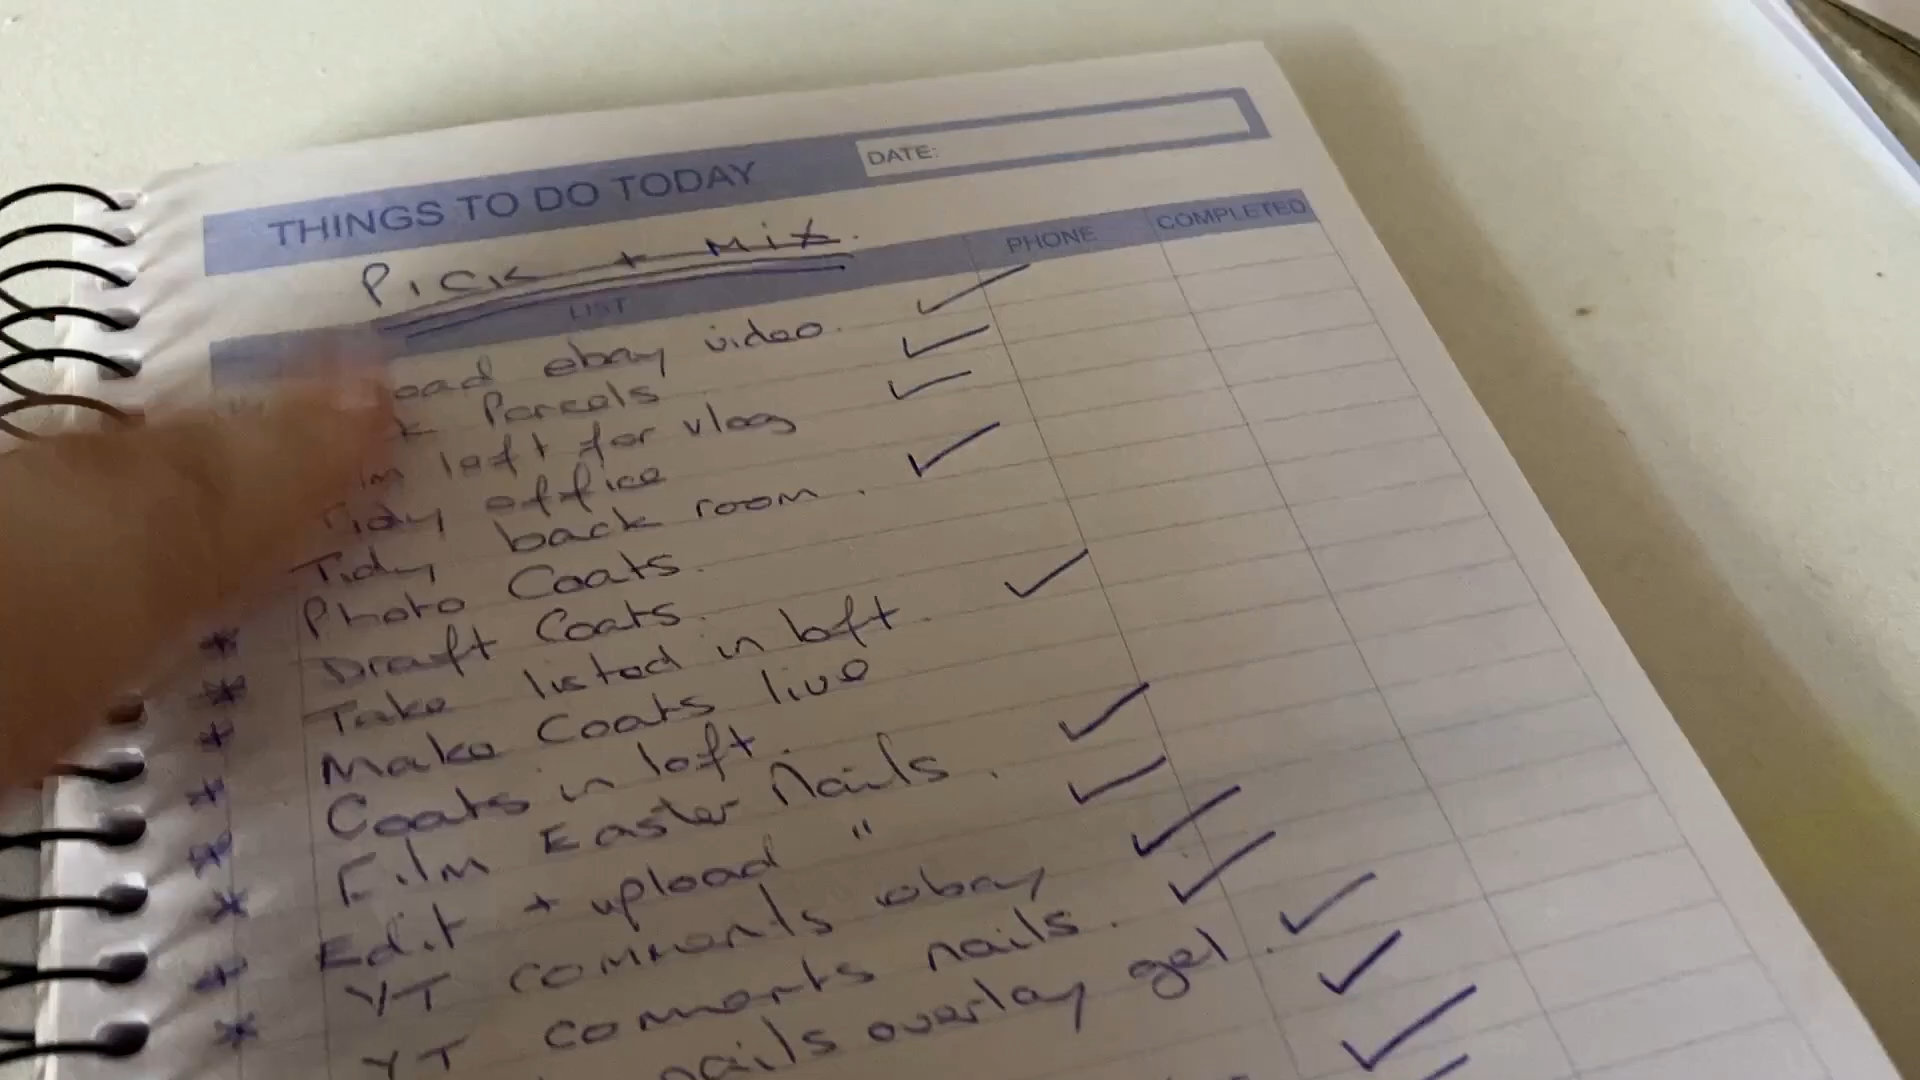 THINGS TO DO TODAY
DATE:
PICK + MIX.
LIST
PHONE
COMPLETED
oad ebay video.
k Parcels
m loft for vlog
Tidy office
Tidy back room.
Photo Coats.
Draft Coats.
Take listed in loft.
Make Coats live
Coats in loft.
Film Easter Nails.
Edit + upload "
YT comments ebay
YT comments nails.
nails overlay gel.